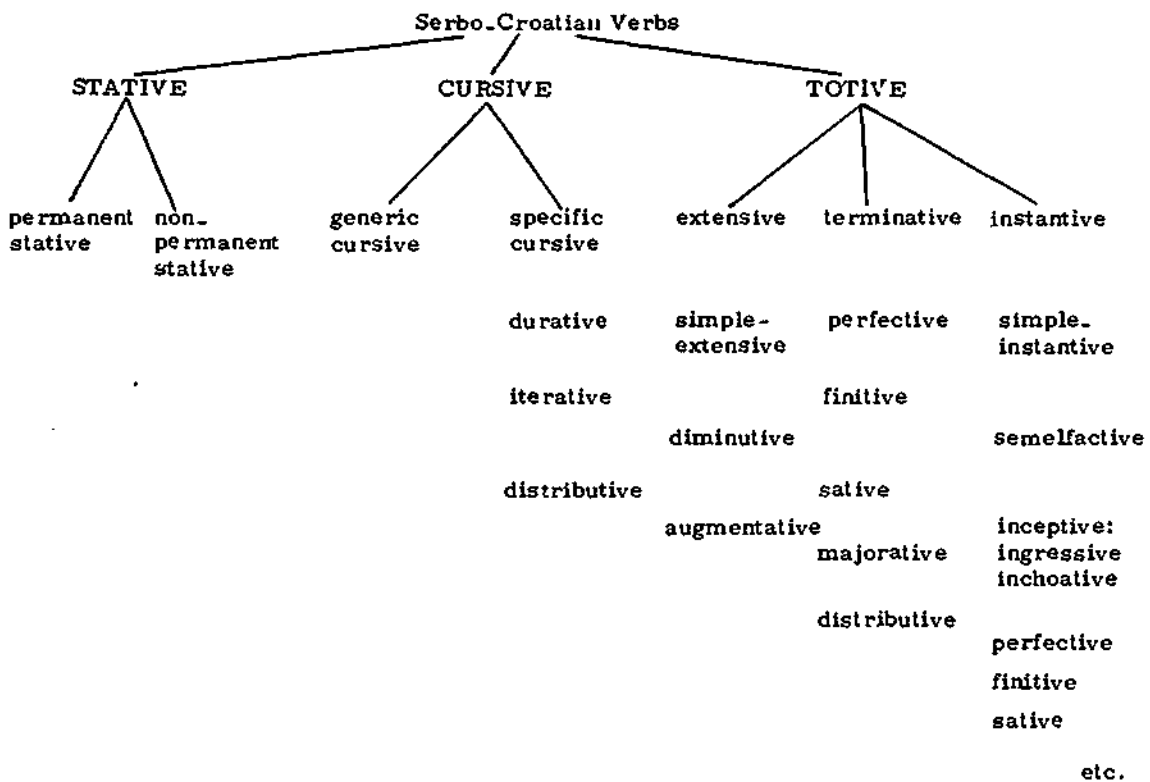 Serbo-Croatian Verbs
STATIVE CURSIVE TOTIVE
permanent non- generic specific extensive terminative instantive
stative permanent cursive cursive
stative
durative simple- perfective simple-
extensive instantive
iterative finitive
diminutive semelfactive
distributive sative
augmentative inceptive:
majorative ingressive
inchoative
distributive
perfective
finitive
sative
etc.